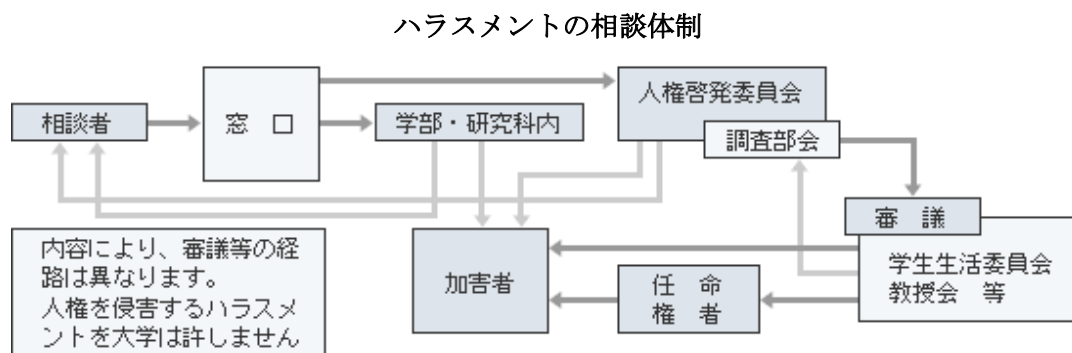 ハラスメントの相談体制
相談者
窓 口
学部・研究科内
人権啓発委員会
調査部会
審 議
学生生活委員会
教授会 等
加害者
任 命
権 者
内容により、審議等の経
路は異なります。
人権を侵害するハラスメ
ントを大学は許しません